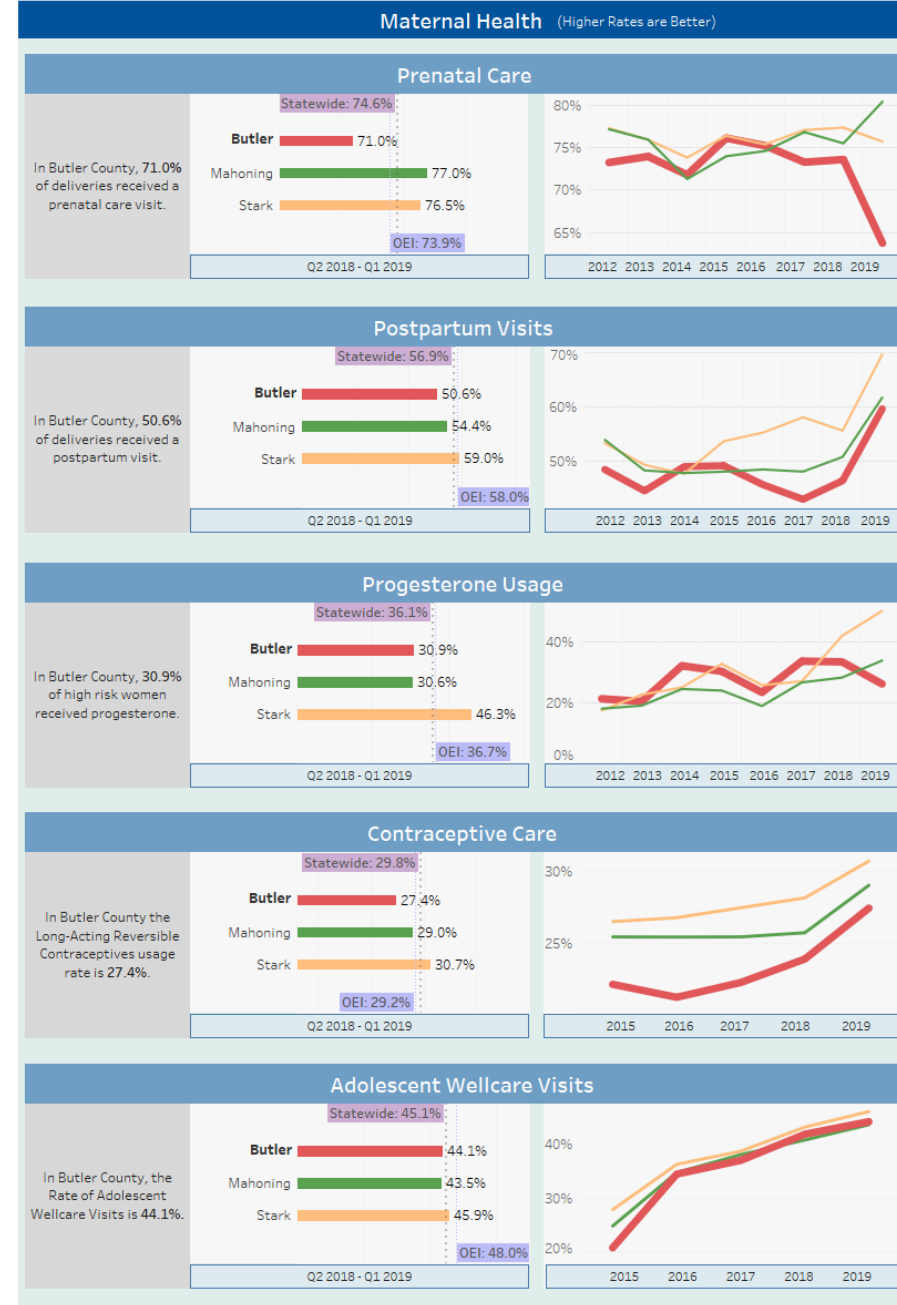 Maternal Health (Higher Rates are Better)
Prenatal Care
In Butler County, 71.0%
of deliveries received a
prenatal care visit.
Statewide: 74.6%
Butler 71.0%
Mahoning 77.0%
Stark 76.5%
OEI: 73.9%
Q2 2018 - Q1 2019
80%
75%
70%
65%
2012 2013 2014 2015 2016 2017 2018 2019
Postpartum Visits
In Butler County, 50.6%
of deliveries received a
postpartum visit.
Statewide: 56.9%
Butler 50.6%
Mahoning 54.4%
Stark 59.0%
OEI: 58.0%
Q2 2018 - Q1 2019
70%
60%
50%
2012 2013 2014 2015 2016 2017 2018 2019
Progesterone Usage
In Butler County, 30.9%
of high risk women
received progesterone.
Statewide: 36.1%
Butler 30.9%
Mahoning 30.6%
Stark 46.3%
OEI: 36.7%
Q2 2018 - Q1 2019
40%
20%
0%
2012 2013 2014 2015 2016 2017 2018 2019
Contraceptive Care
In Butler County the
Long-Acting Reversible
Contraceptives usage
rate is 27.4%.
Statewide: 29.8%
Butler 27.4%
Mahoning 29.0%
Stark 30.7%
OEI: 29.2%
Q2 2018 - Q1 2019
30%
25%
2015 2016 2017 2018 2019
Adolescent Wellcare Visits
In Butler County, the
Rate of Adolescent
Wellcare Visits is 44.1%.
Statewide: 45.1%
Butler 44.1%
Mahoning 43.5%
Stark 45.9%
OEI: 48.0%
Q2 2018 - Q1 2019
40%
30%
20%
2015 2016 2017 2018 2019